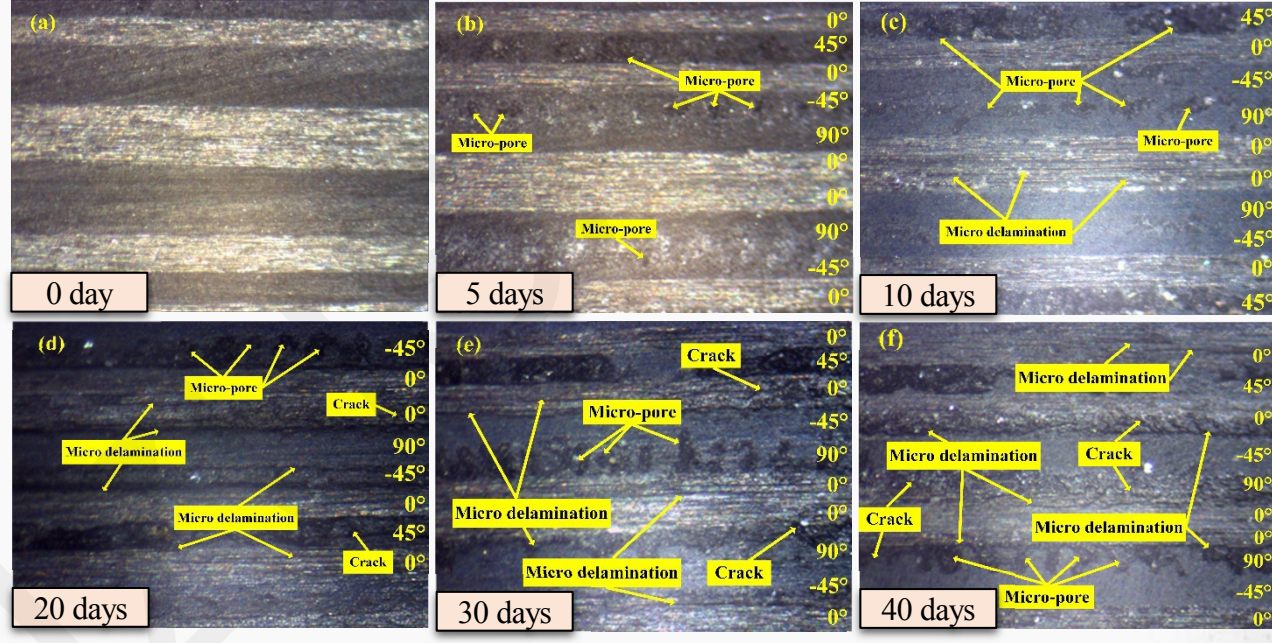 (a)
0 day
(b)
0°
45°
0°
Micro-pore
-45°
Micro-pore
90°
0°
0°
Micro-pore
90°
-45°
0°
5 days
(c)
45°
0°
Micro-pore
-45°
90°
Micro-pore
0°
0°
Micro delamination
90°
-45°
0°
45°
10 days
(d)
-45°
0°
Micro-pore
Crack
0°
Micro delamination
90°
-45°
0°
Micro delamination
45°
Crack
0°
20 days
(e)
0°
Crack
45°
0°
Micro-pore
-45°
90°
Micro delamination
0°
0°
90°
Micro delamination
Crack
-45°
0°
30 days
(f)
0°
Micro delamination
45°
0°
-45°
Micro delamination
Crack
90°
Crack
0°
Micro delamination
0°
90°
Micro-pore
-45°
0°
40 days